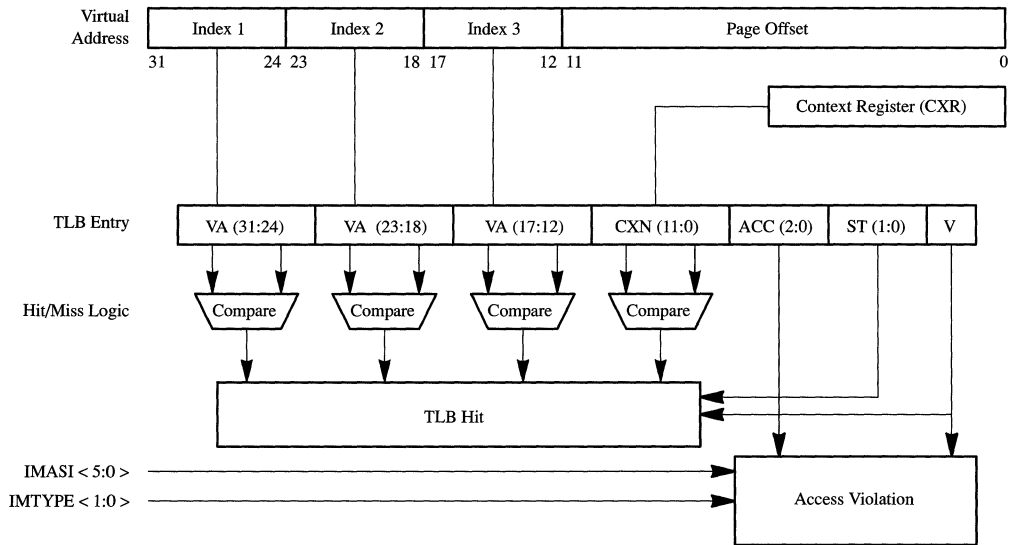 Virtual
Address
Index 1 Index 2 Index 3 Page Offset
31 24 23 18 17 12 11 0
Context Register (CXR)
TLB Entry
VA (31:24) VA (23:18) VA (17:12) CXN (11:0) ACC (2:0) ST (1:0) V
Hit/Miss Logic
Compare Compare Compare Compare
TLB Hit
IMASI < 5:0 >
IMTYPE < 1:0 >
Access Violation